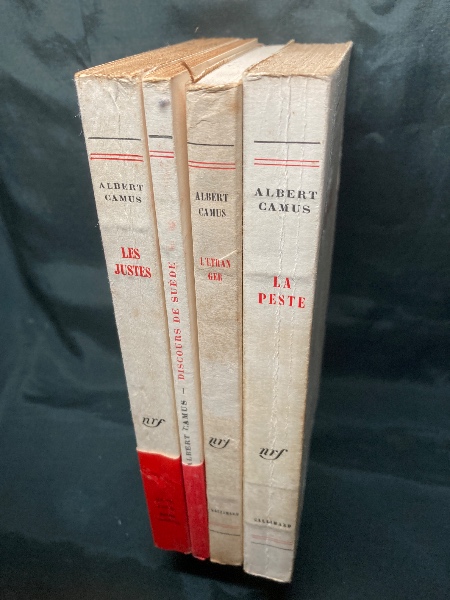 ALBERT
CAMUS
LES
JUSTES
nrf
ALBERT CAMUS — DISCOURS DE SUÈDE
ALBERT
CAMUS
L'ÉTRAN
GER
nrf
GALLIMARD
ALBERT
CAMUS
LA
PESTE
nrf
GALLIMARD